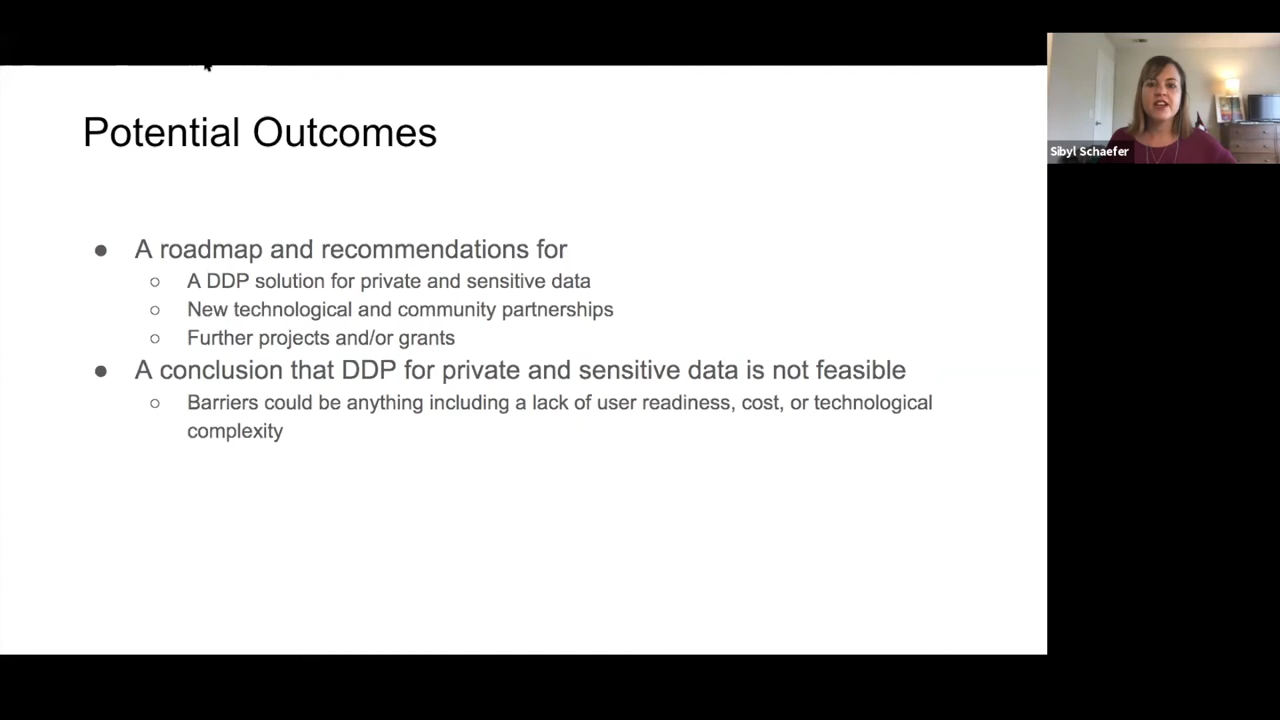 Potential Outcomes
● A roadmap and recommendations for
○ A DDP solution for private and sensitive data
○ New technological and community partnerships
○ Further projects and/or grants
● A conclusion that DDP for private and sensitive data is not feasible
○ Barriers could be anything including a lack of user readiness, cost, or technological
complexity
Sibyl Schaefer